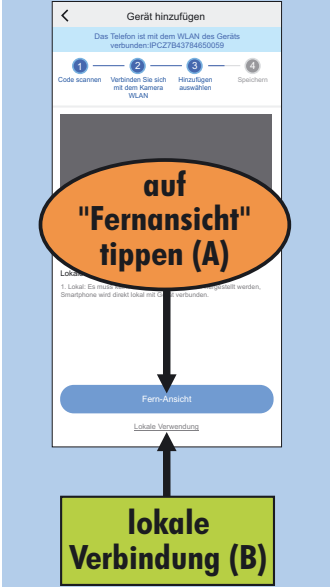 Gerät hinzufügen
Das Telefon ist mit dem WLAN des Geräts
verbunden:IPCZ7B43784650059
1 2 3 4
Code scannen Verbinden Sie sich Hinzufügen Speichern
mit dem Kamera auswählen
WLAN
auf
"Fernansicht"
tippen (A)
Lokale
1. Lokal: Es muss gestellt werden,
Smartphone wird direkt lokal mit Gerät verbunden.
Fern-Ansicht
Lokale Verwendung
lokale
Verbindung (B)